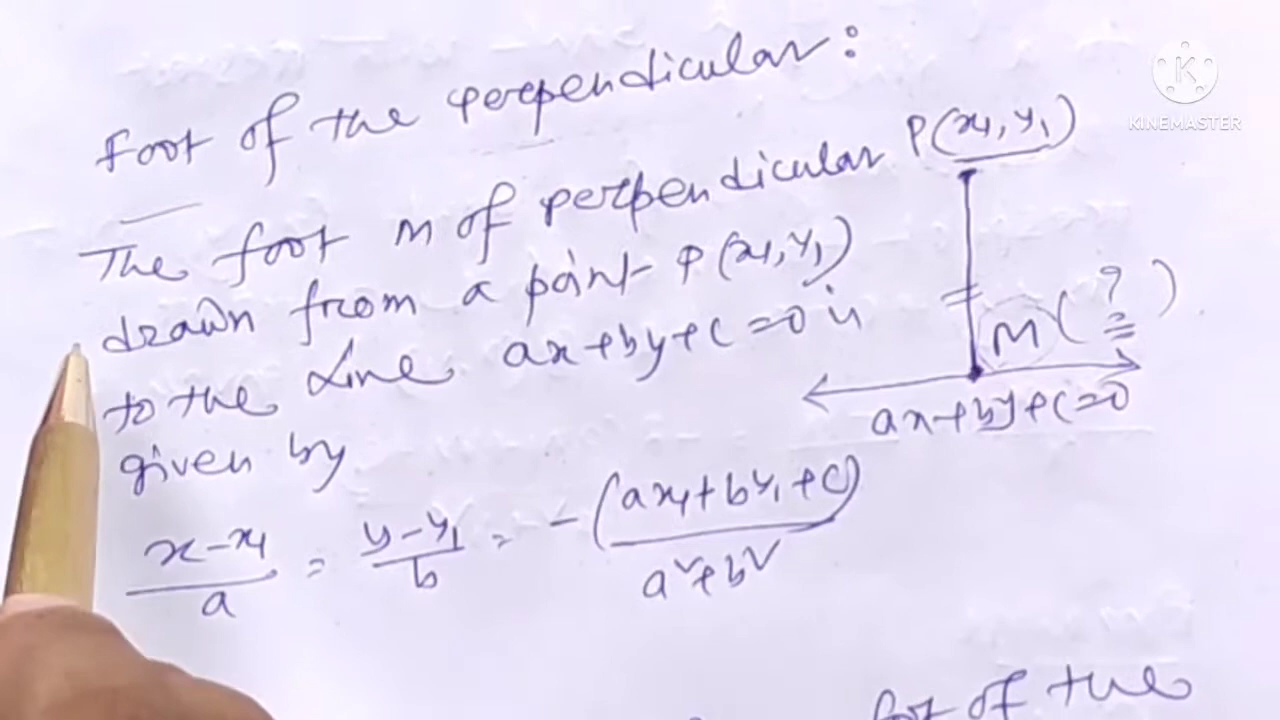 Foot of the perpendicular:
The foot M of perpendicular
drawn from a point P(x₁, y₁)
to the line ax+by+c=0 is
given by
x-x₁/a = y-y₁/b = -(ax₁+by₁+c)/a²+b²
P(x₁, y₁)
M(?)
ax+by+c=0
foot of the
K
KINEMASTER